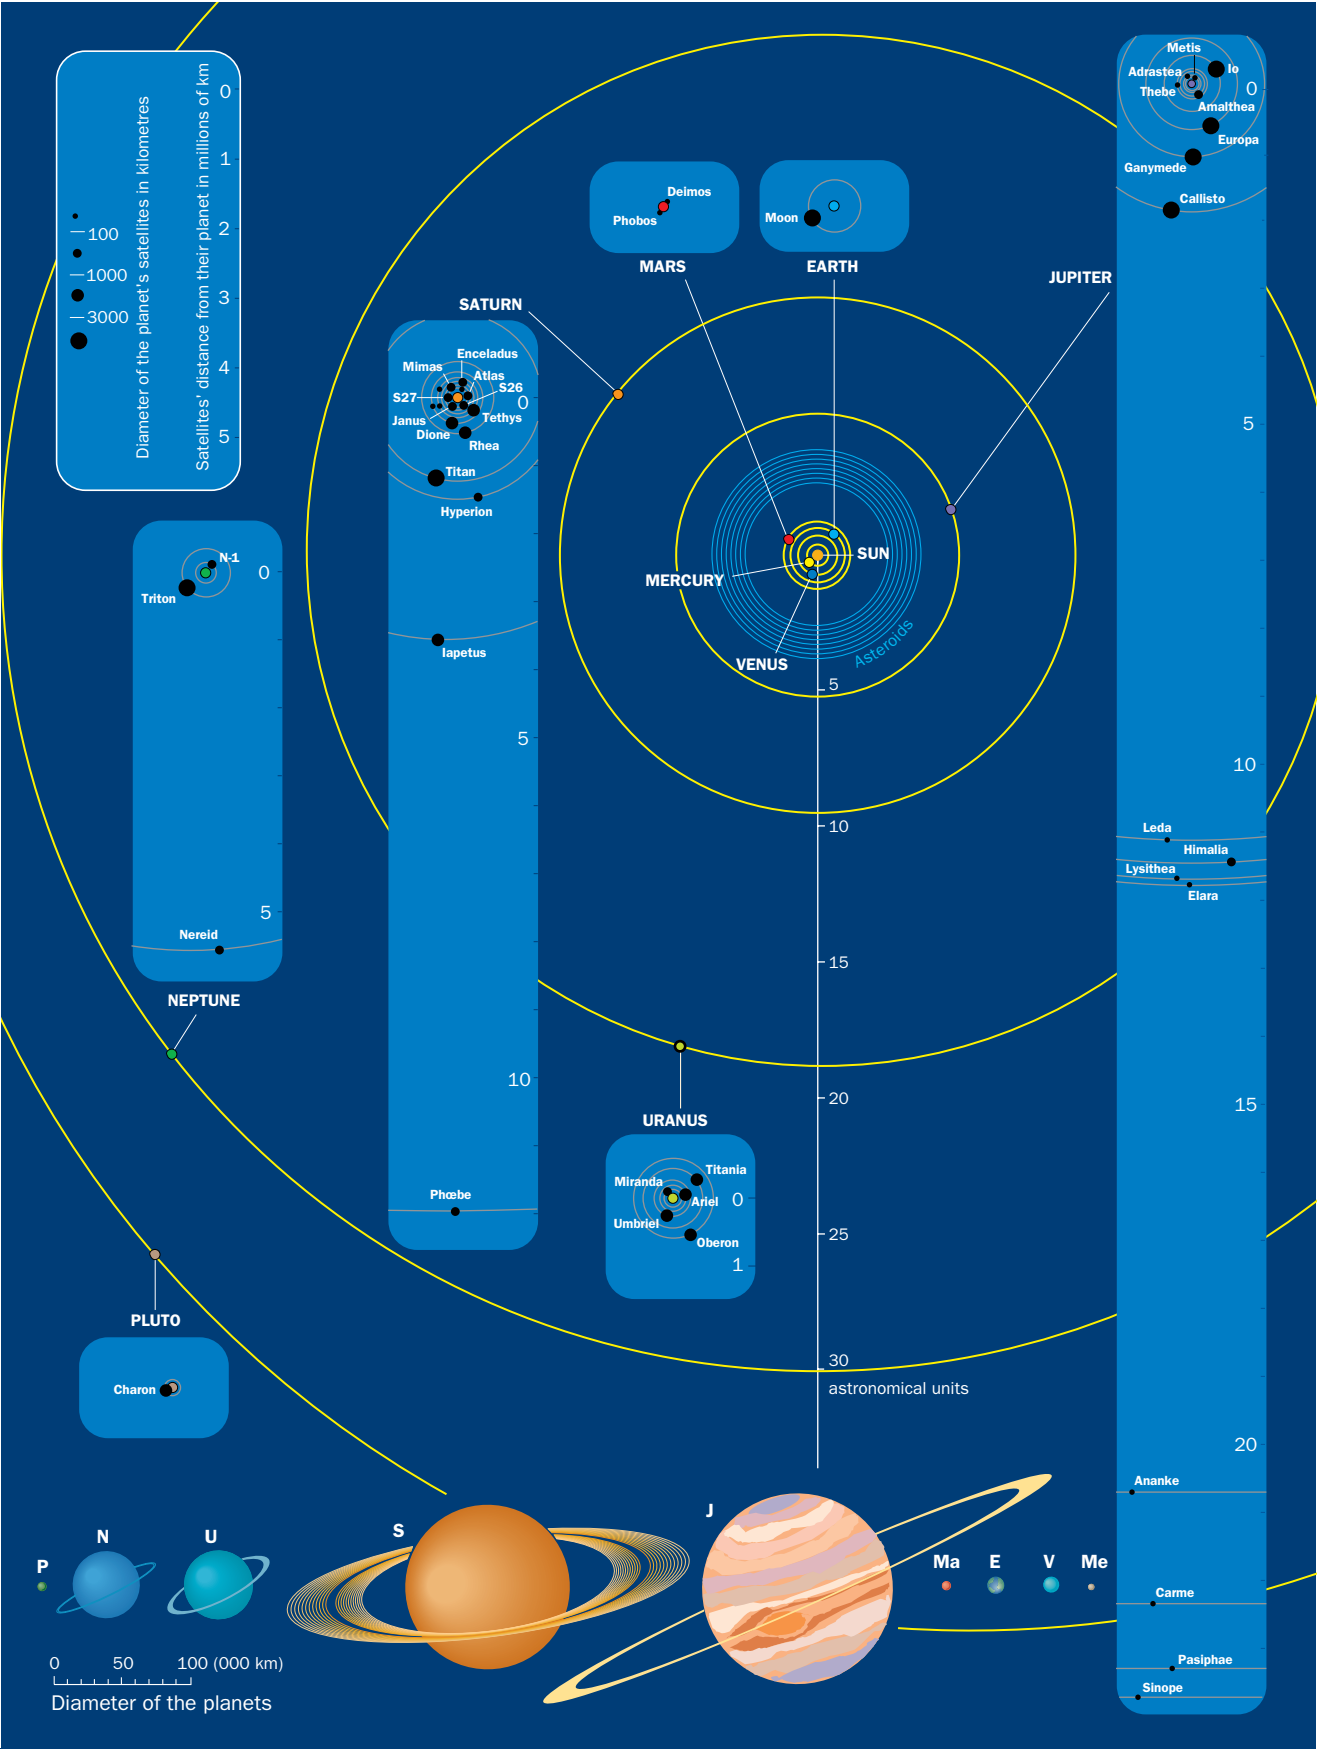 Diameter of the planet's satellites in kilometres
100
1000
3000
Satellites' distance from their planet in millions of km
0
1
2
3
4
5
MARS
Deimos
Phobos
EARTH
Moon
JUPITER
Metis
Adrastea
Io
Thebe
0
Amalthea
Europa
Ganymede
Callisto
5
10
Leda
Himalia
Lysithea
Elara
15
20
Ananke
Carme
Pasiphae
Sinope
SATURN
Enceladus
Mimas
Atlas
S26
S27
0
Janus
Tethys
Dione
Rhea
Titan
Hyperion
Iapetus
5
10
Phœbe
N-1
0
Triton
5
Nereid
NEPTUNE
SUN
MERCURY
VENUS
Asteroids
5
10
15
20
25
30
astronomical units
URANUS
Titania
Miranda
Ariel
0
Umbriel
Oberon
1
PLUTO
Charon
P
N
U
S
J
Ma
E
V
Me
0
50
100 (000 km)
Diameter of the planets